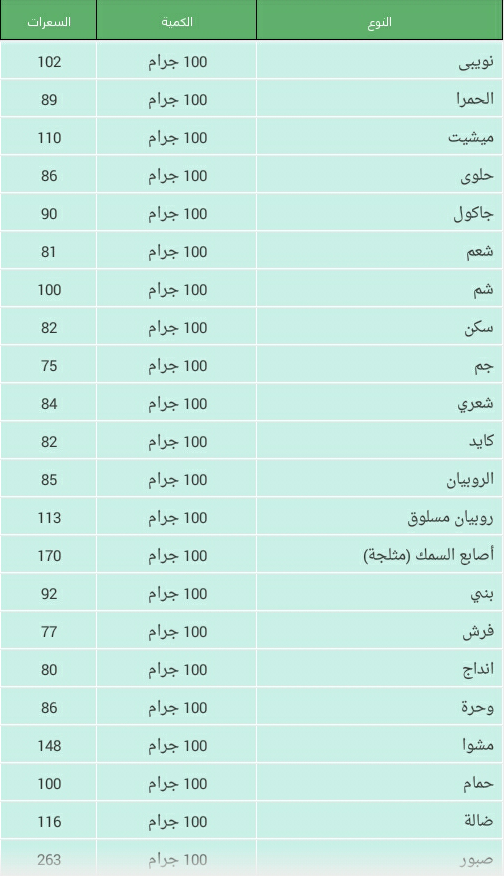 النوع الكمية السعرات
نويبى 100 جرام 102
الحمرا 100 جرام 89
ميشيت 100 جرام 110
حلوى 100 جرام 86
جاكول 100 جرام 90
شعم 100 جرام 81
شم 100 جرام 100
سكن 100 جرام 82
جم 100 جرام 75
شعري 100 جرام 84
كايد 100 جرام 82
الروبيان 100 جرام 85
روبيان مسلوق 100 جرام 113
أصابع السمك (مثلجة) 100 جرام 170
بني 100 جرام 92
فرش 100 جرام 77
انداج 100 جرام 80
وحرة 100 جرام 86
مشوا 100 جرام 148
حمام 100 جرام 100
ضالة 100 جرام 116
صبور 100 جرام 263